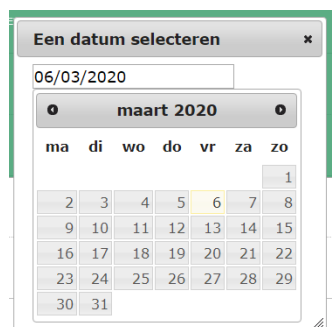 Een datum selecteren
06/03/2020
maart 2020
ma di wo do vr za zo
1
2 3 4 5 6 7 8
9 10 11 12 13 14 15
16 17 18 19 20 21 22
23 24 25 26 27 28 29
30 31